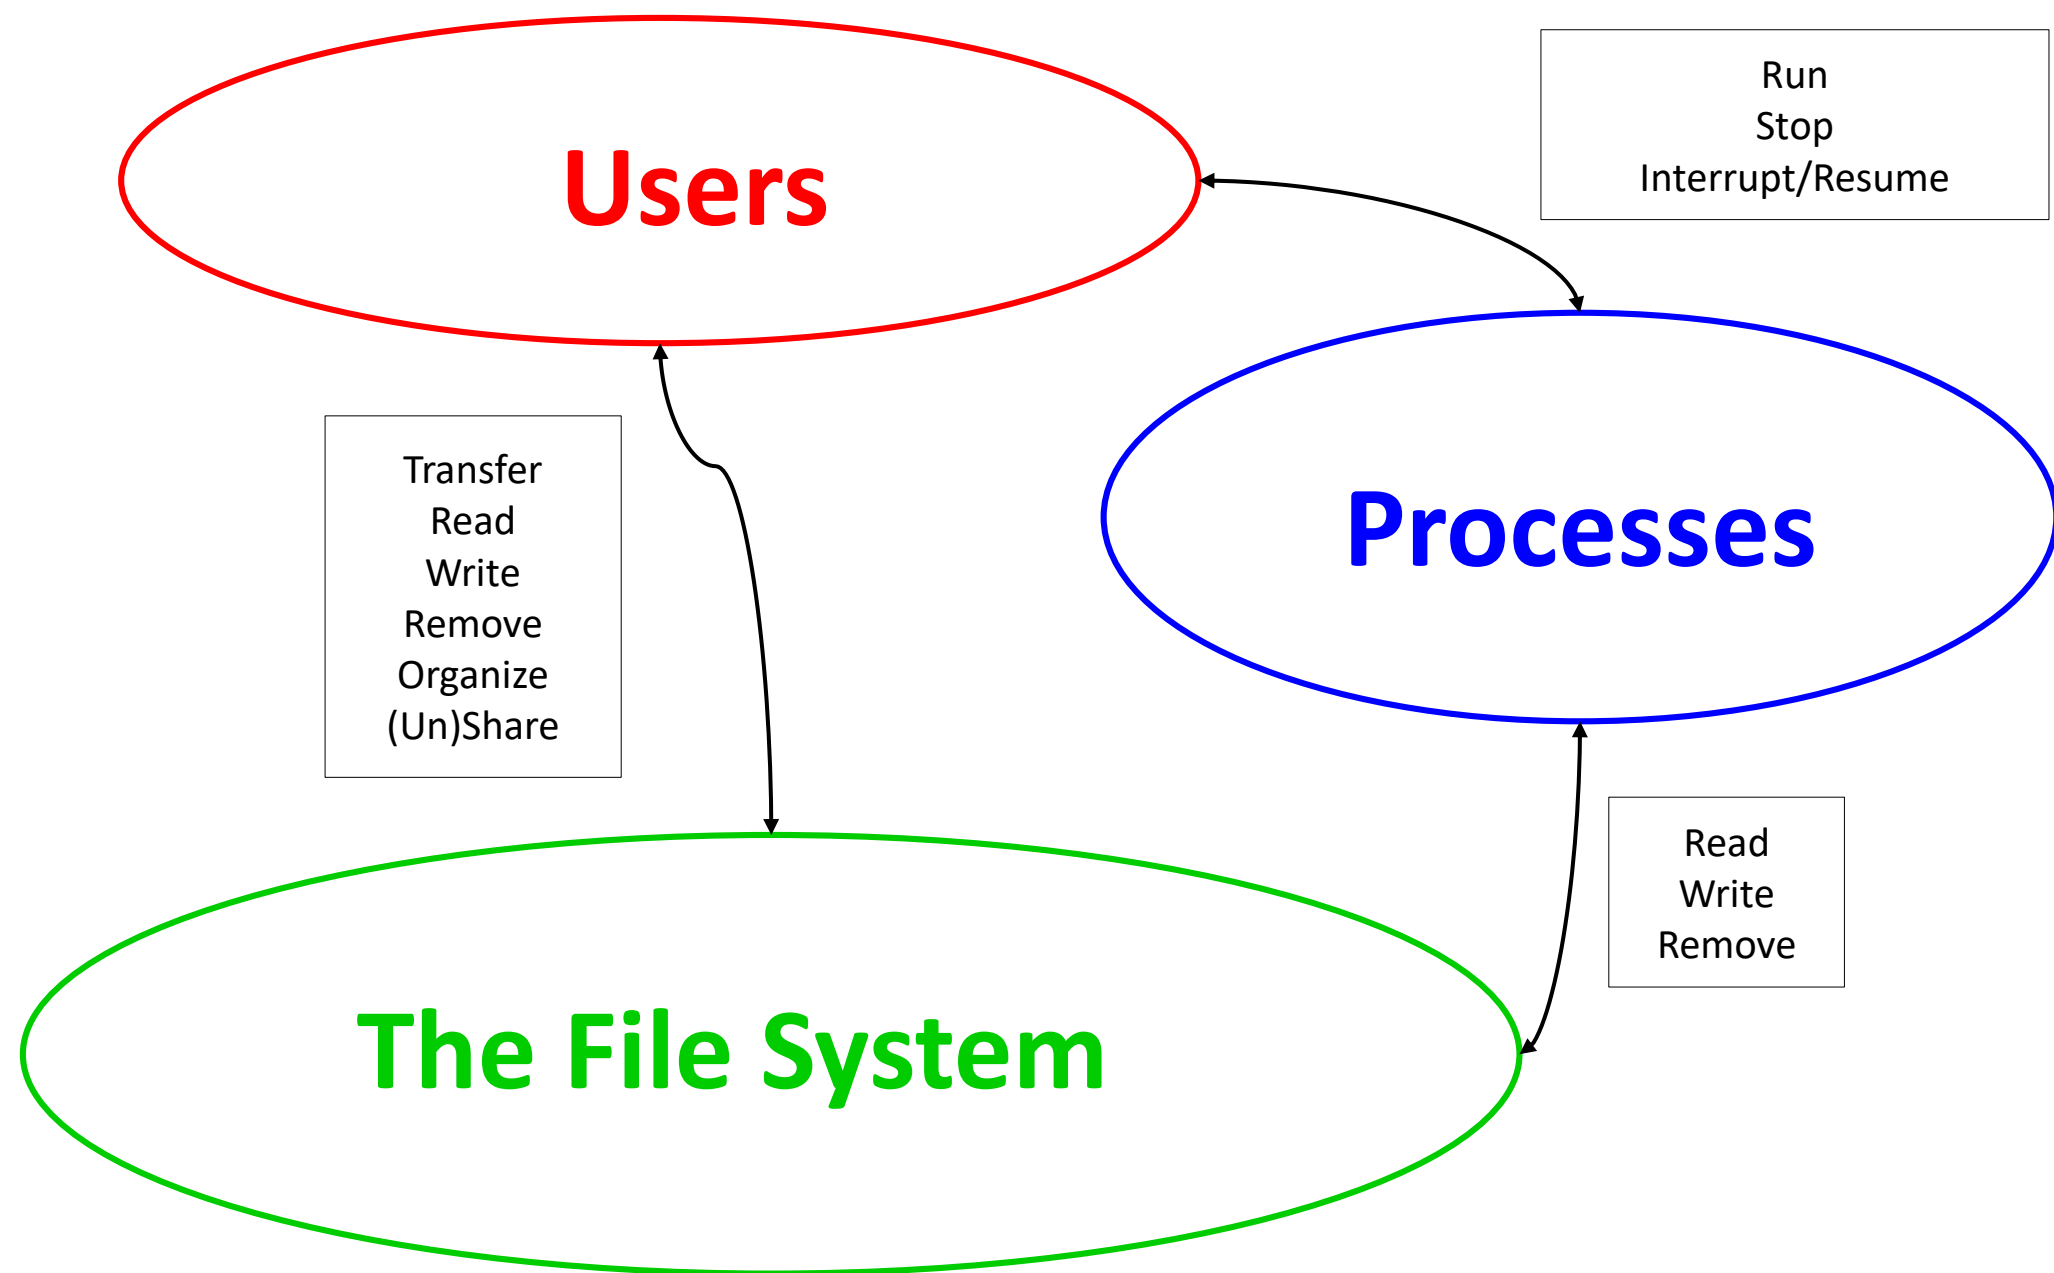 Users
Run
Stop
Interrupt/Resume
Processes
Transfer
Read
Write
Remove
Organize
(Un)Share
Read
Write
Remove
The File System